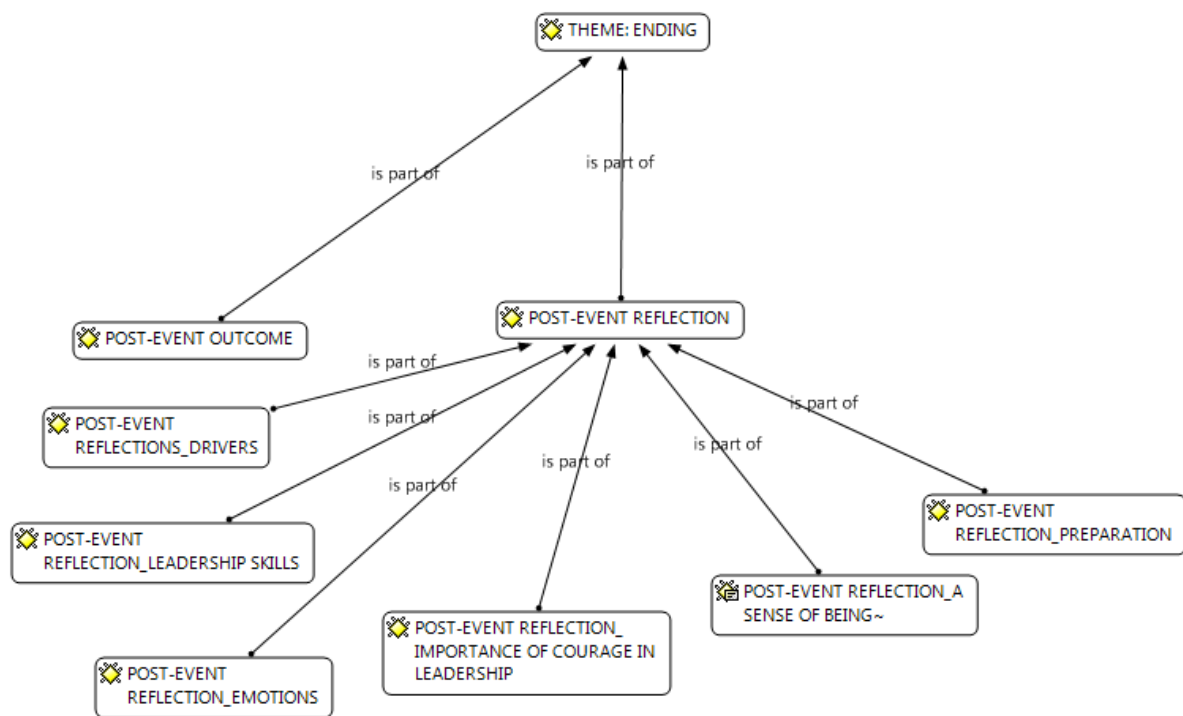 THEME: ENDING
is part of
is part of
POST-EVENT OUTCOME
POST-EVENT REFLECTION
is part of
is part of
is part of
is part of
is part of
is part of
POST-EVENT
REFLECTIONS_DRIVERS
POST-EVENT
REFLECTION_LEADERSHIP SKILLS
POST-EVENT
REFLECTION_EMOTIONS
POST-EVENT REFLECTION_
IMPORTANCE OF COURAGE IN
LEADERSHIP
POST-EVENT REFLECTION_A
SENSE OF BEING~
POST-EVENT
REFLECTION_PREPARATION